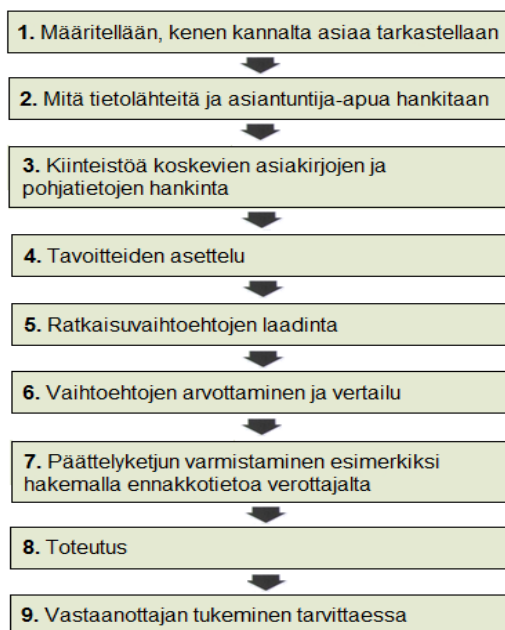 1. Määritellään, kenen kannalta asiaa tarkastellaan
2. Mitä tietolähteitä ja asiantuntija-apua hankitaan
3. Kiinteistöä koskevien asiakirjojen ja
pohjatietojen hankinta
4. Tavoitteiden asettelu
5. Ratkaisuvaihtoehtojen laadinta
6. Vaihtoehtojen arvottaminen ja vertailu
7. Päättelyketjun varmistaminen esimerkiksi
hakemalla ennakkotietoa verottajalta
8. Toteutus
9. Vastaanottajan tukeminen tarvittaessa